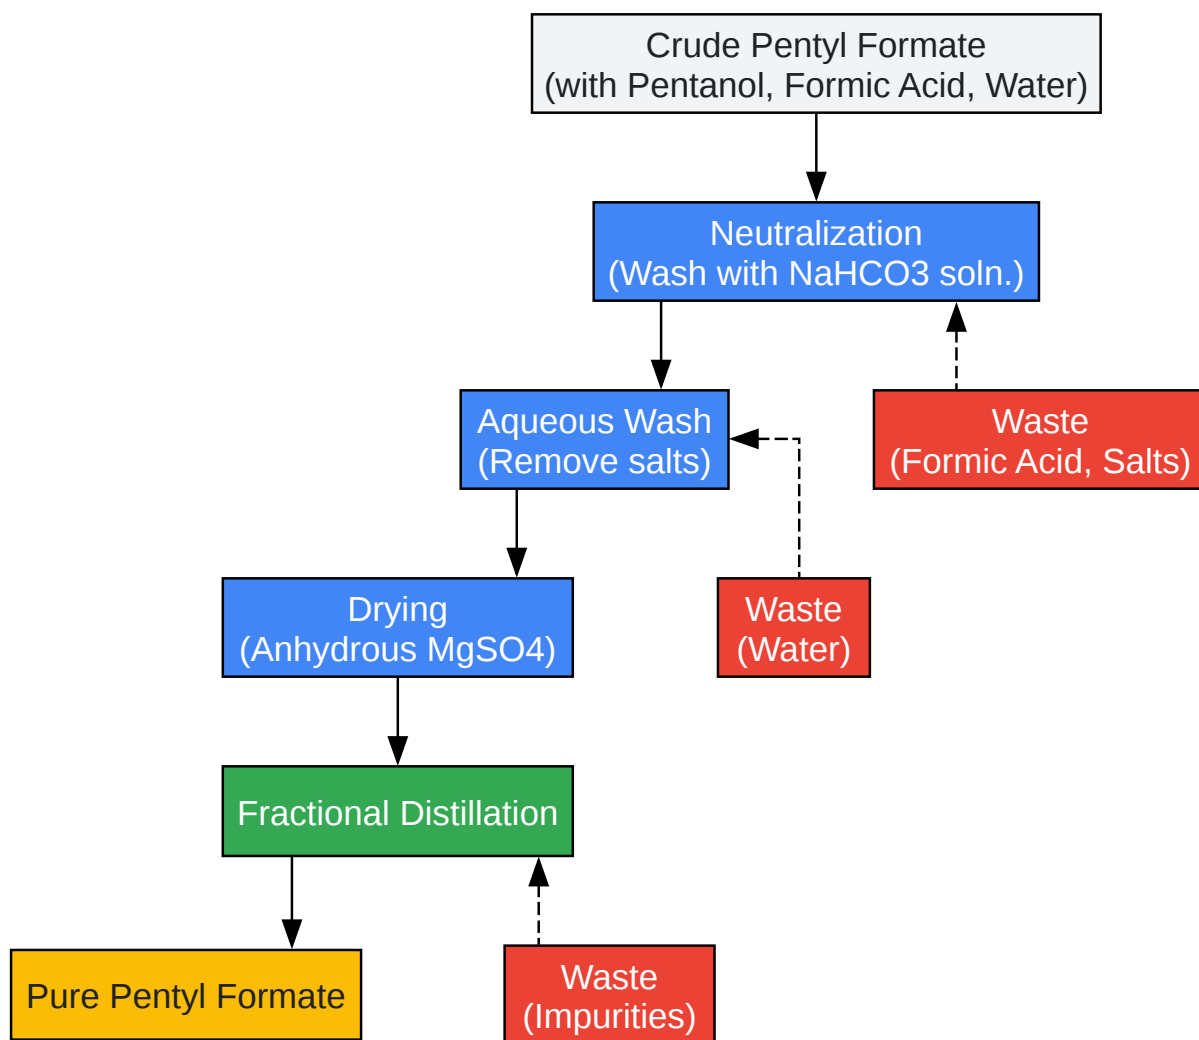 Crude Pentyl Formate
(with Pentanol, Formic Acid, Water)
Neutralization
(Wash with NaHCO3 soln.)
Aqueous Wash
(Remove salts)
Waste
(Formic Acid, Salts)
Drying
(Anhydrous MgSO4)
Waste
(Water)
Fractional Distillation
Pure Pentyl Formate
Waste
(Impurities)